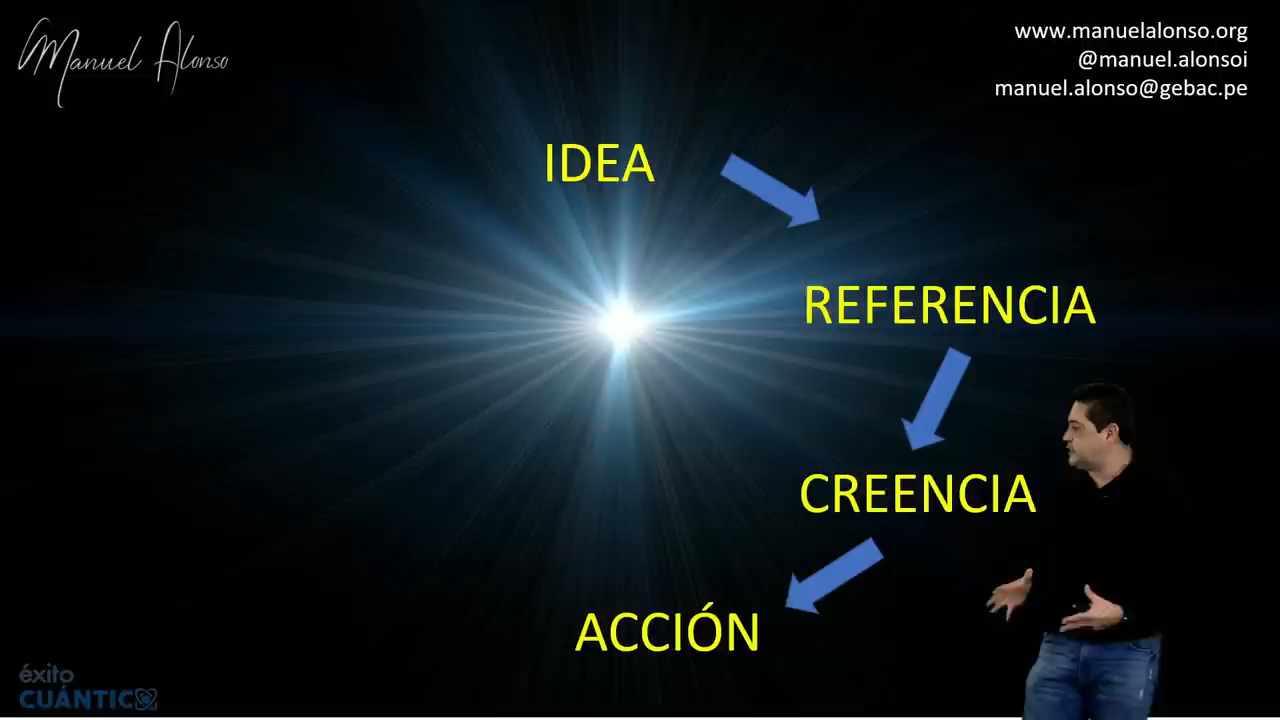 Manuel Alonso
www.manuelalonso.org
@manuel.alonsoi
manuel.alonso@gebac.pe
IDEA
REFERENCIA
CREENCIA
ACCIÓN
éxito
CUÁNTICO